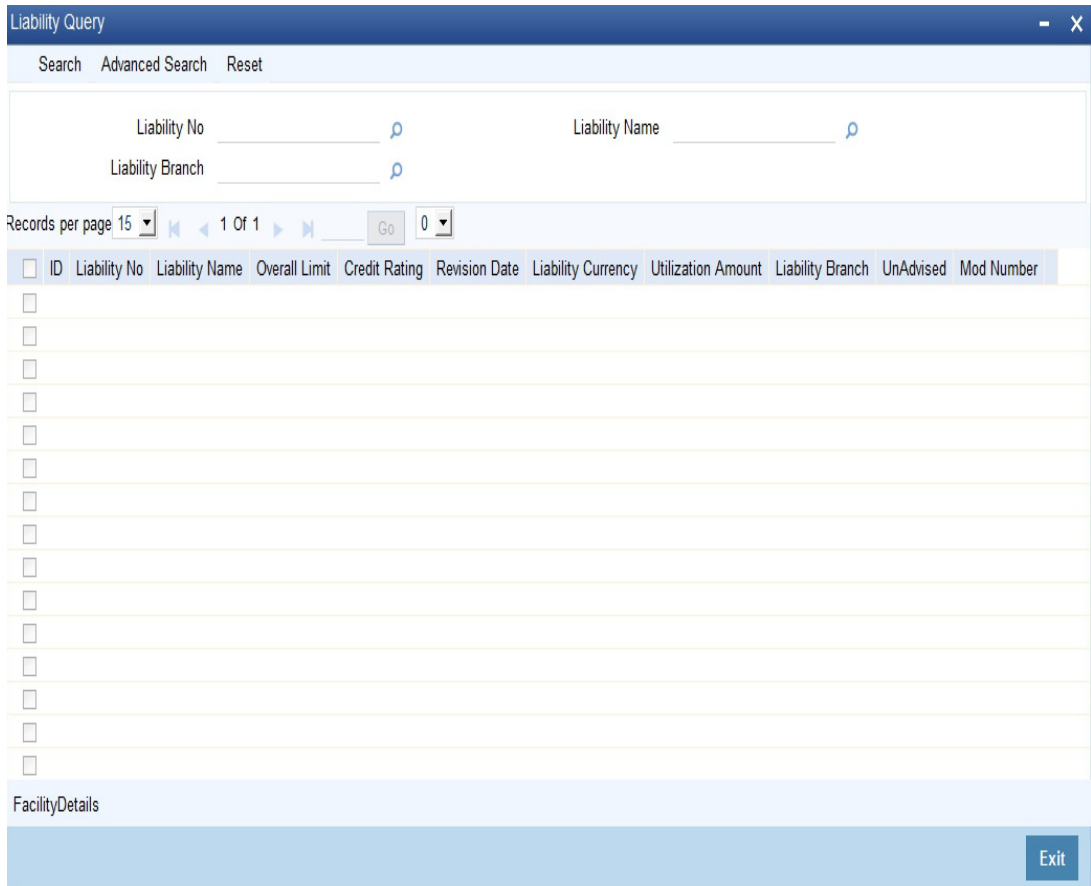 Liability Query
Search Advanced Search Reset
Liability No Liability Name
Liability Branch
Records per page 15 1 Of 1 Go 0
ID Liability No Liability Name Overall Limit Credit Rating Revision Date Liability Currency Utilization Amount Liability Branch UnAdvised Mod Number
FacilityDetails
Exit